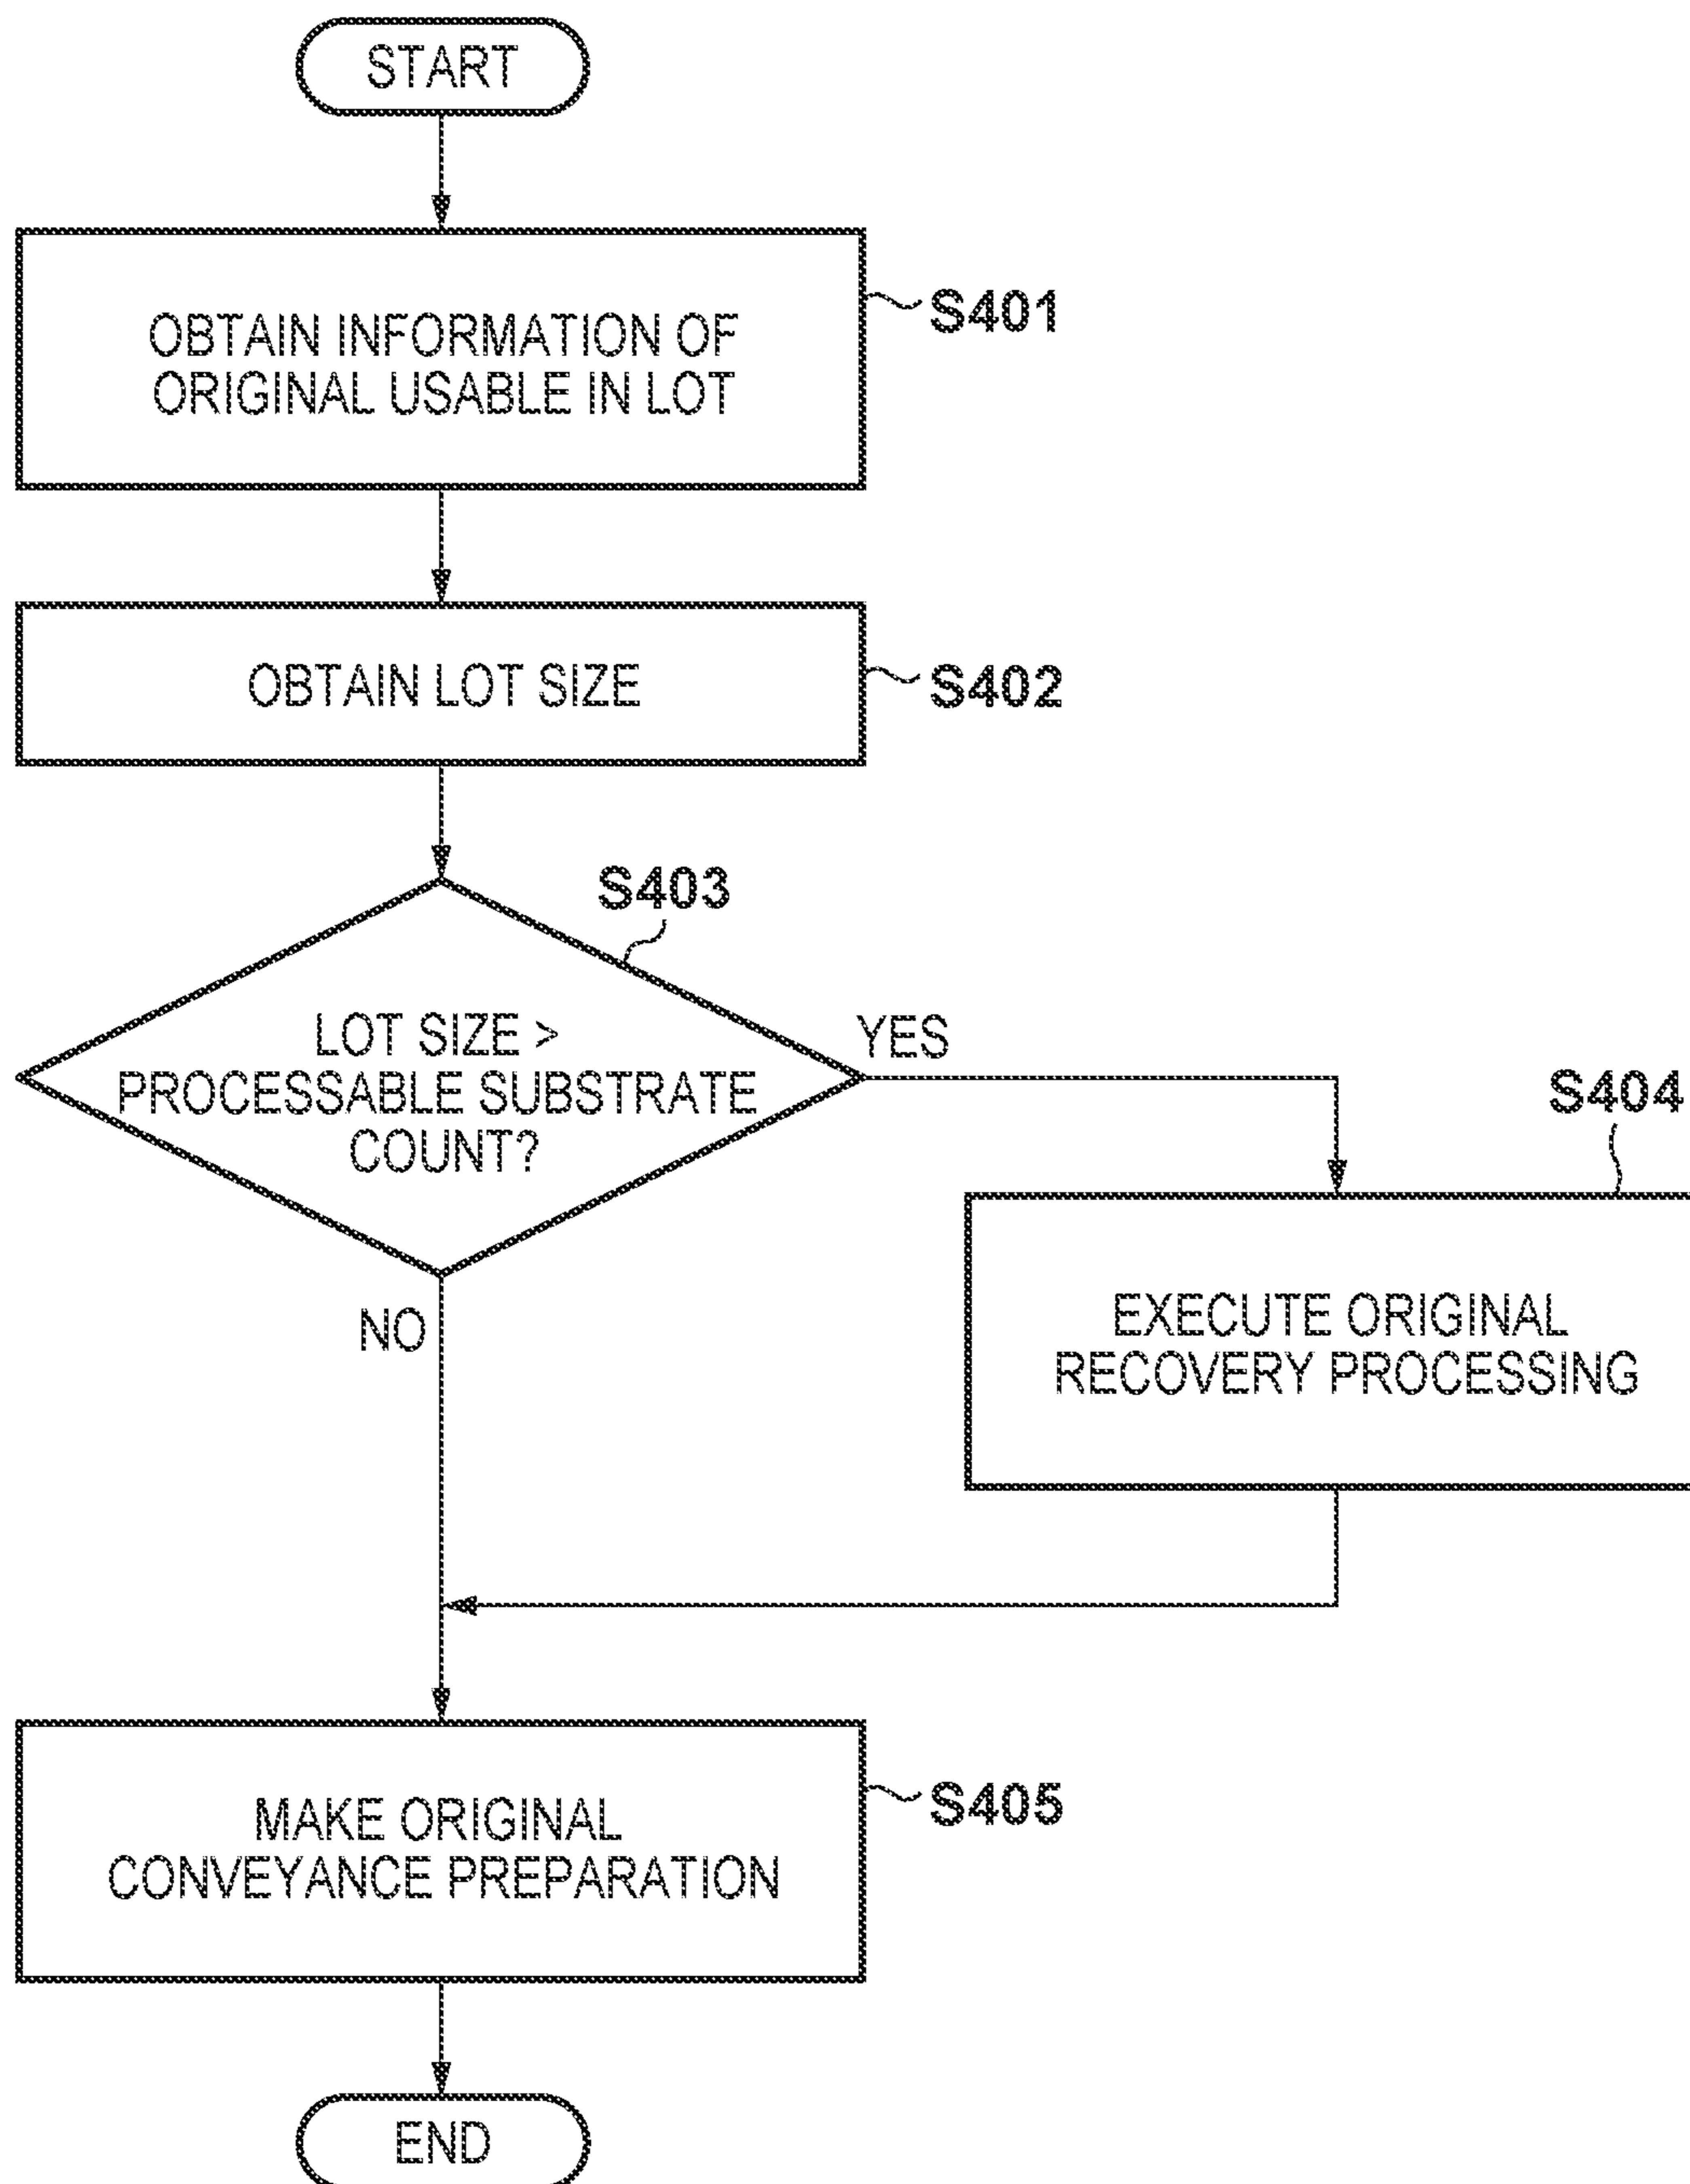 START
OBTAIN INFORMATION OF
ORIGINAL USABLE IN LOT
S401
OBTAIN LOT SIZE
S402
S403
LOT SIZE >
PROCESSABLE SUBSTRATE
COUNT?
YES
NO
S404
EXECUTE ORIGINAL
RECOVERY PROCESSING
MAKE ORIGINAL
CONVEYANCE PREPARATION
S405
END